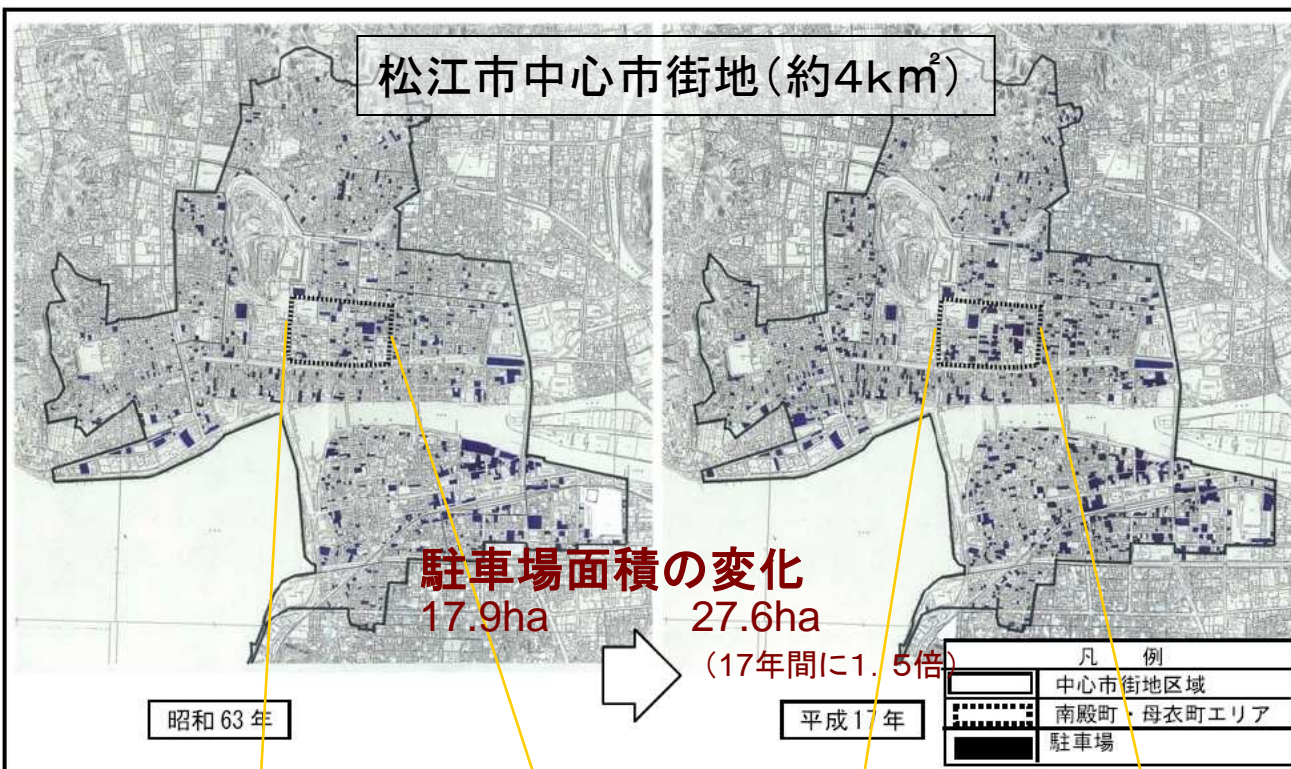 松江市中心市街地(約4k㎡)
駐車場面積の変化
17.9ha 27.6ha
(17年間に1.5倍)
昭和63年
平成17年
凡 例
中心市街地区域
南殿町・母衣町エリア
駐車場